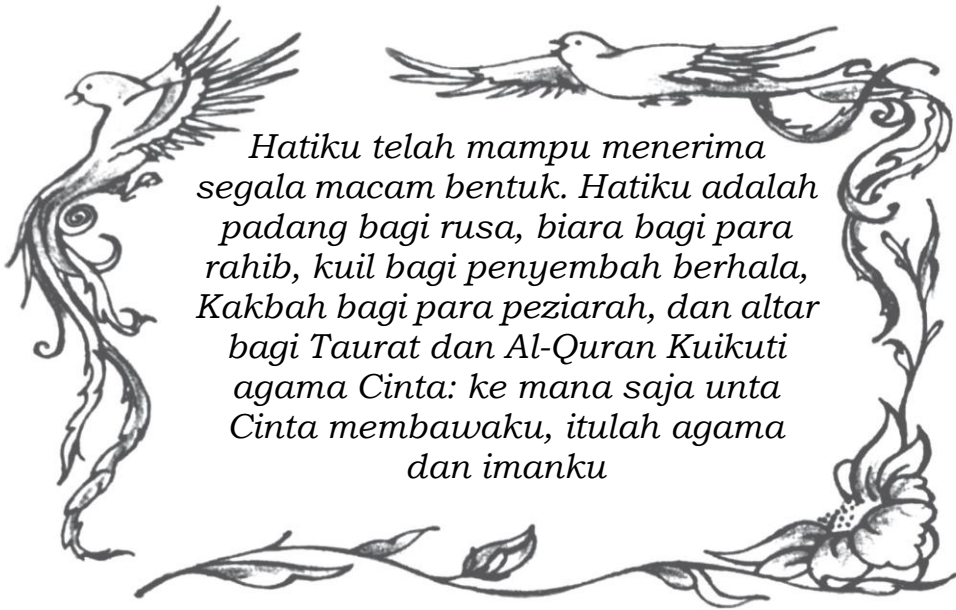 Hatiku telah mampu menerima
segala macam bentuk. Hatiku adalah
padang bagi rusa, biara bagi para
rahib, kuil bagi penyembah berhala,
Kakbah bagi para peziarah, dan altar
bagi Taurat dan Al-Quran Kuikuti
agama Cinta: ke mana saja unta
Cinta membawaku, itulah agama
dan imanku